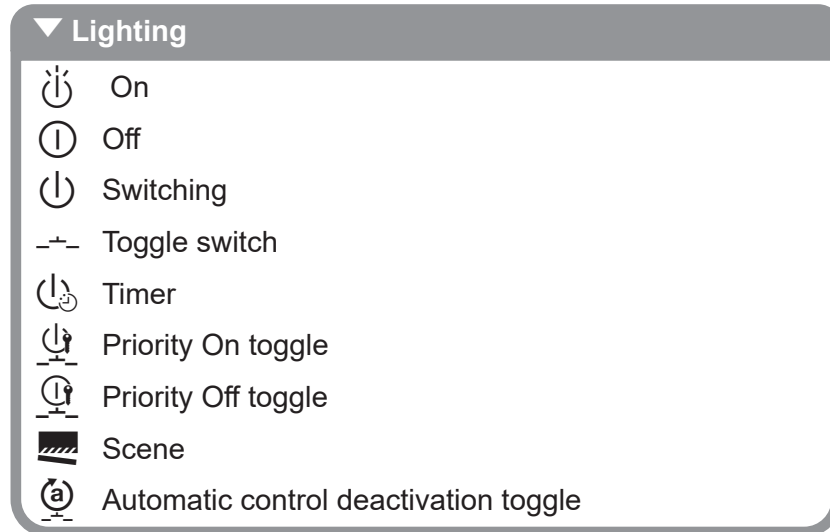 Lighting
On
Off
Switching
Toggle switch
Timer
Priority On toggle
Priority Off toggle
Scene
a Automatic control deactivation toggle